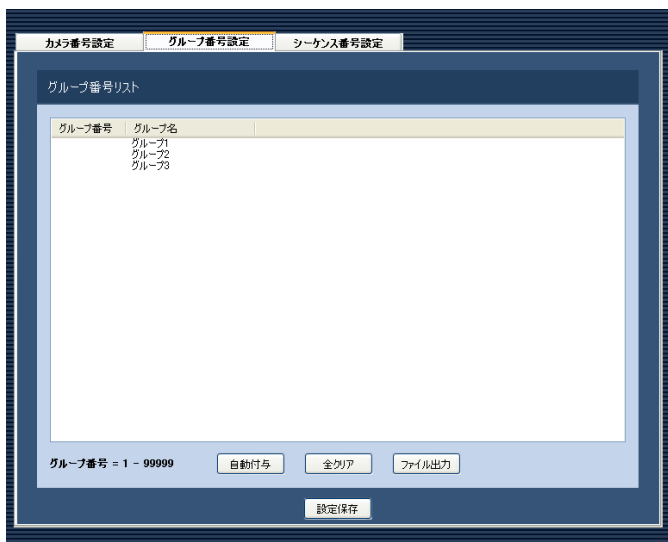 カメラ番号設定 グループ番号設定 シーケンス番号設定
グループ番号リスト
グループ番号 グループ名
グループ1
グループ2
グループ3
グループ番号 = 1 - 99999 自動付与 全クリア ファイル出力
設定保存